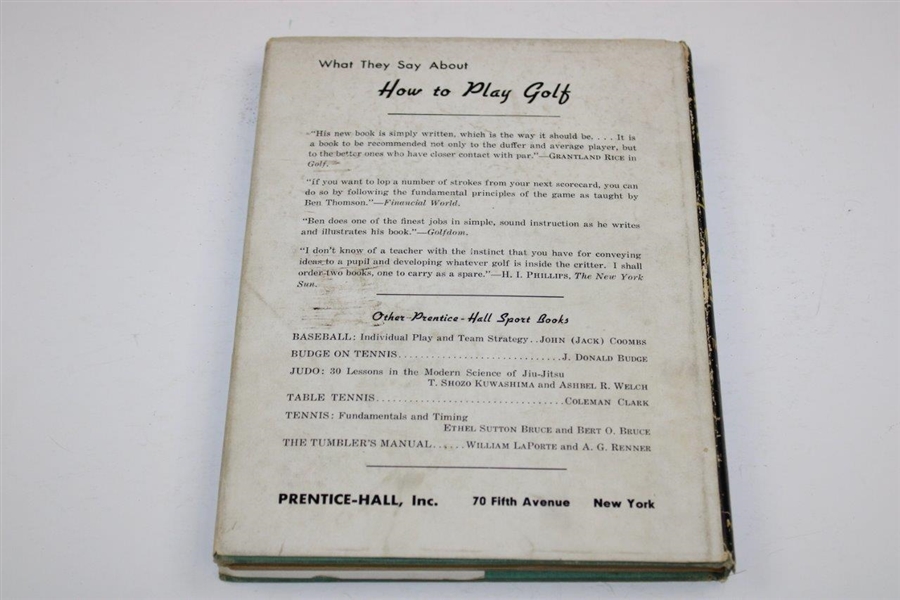 What They Say About
How to Play Golf
"His new book is simply written, which is the way it should be. . . . It is
a book to be recommended not only to the duffer and average player, but
to the better ones who have closer contact with par."—GRANTLAND RICE in
Golf.
"If you want to lop a number of strokes from your next scorecard, you can
do so by following the fundamental principles of the game as taught by
Ben Thomson."—Financial World.
"Ben does one of the finest jobs in simple, sound instruction as he writes
and illustrates his book."—Golfdom.
"I don't know of a teacher with the instinct that you have for conveying
ideas to a pupil and developing whatever golf is inside the critter. I shall
order two books, one to carry as a spare."—H. I. PHILLIPS, The New York
Sun.
Other Prentice-Hall Sport Books
BASEBALL: Individual Play and Team Strategy..JOHN (JACK) COOMBS
BUDGE ON TENNIS............................J. DONALD BUDGE
JUDO: 30 Lessons in the Modern Science of Jiu-Jitsu
T. SHOZO KUWASHIMA and ASHBEL R. WELCH
TABLE TENNIS................................COLEMAN CLARK
TENNIS: Fundamentals and Timing
ETHEL SUTTON BRUCE and BERT O. BRUCE
THE TUMBLER'S MANUAL......WILLIAM LAPORTE and A. G. RENNER
PRENTICE-HALL, Inc. 70 Fifth Avenue New York